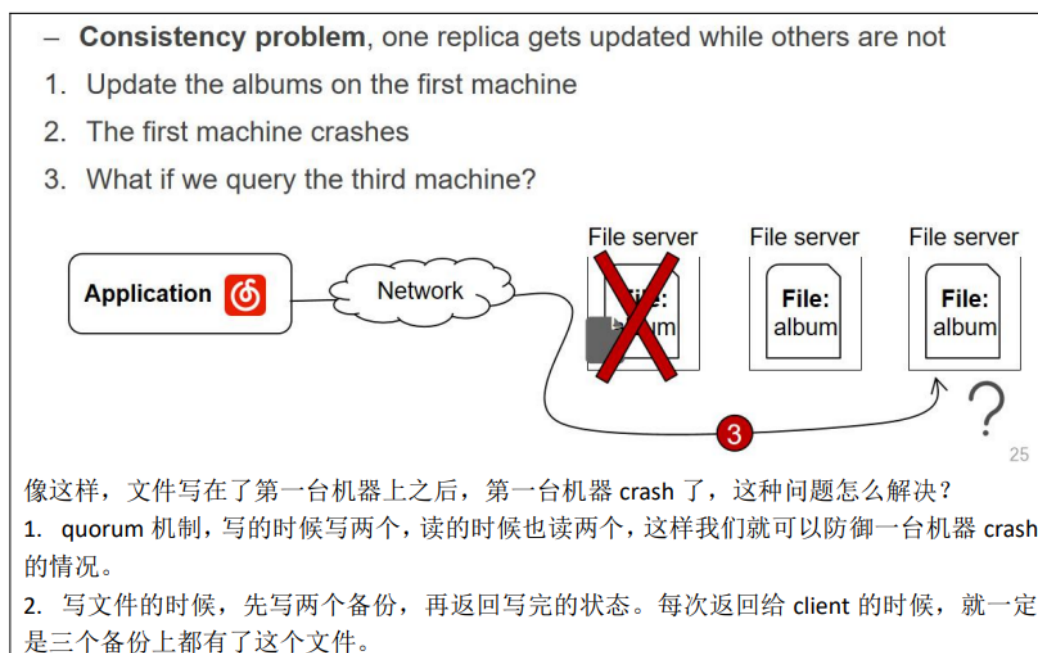 – Consistency problem, one replica gets updated while others are not
1. Update the albums on the first machine
2. The first machine crashes
3. What if we query the third machine?
File server File server File server
Application Network File: album File: album
3
?
25
像这样，文件写在了第一台机器上之后，第一台机器 crash 了，这种问题怎么解决？
1. quorum 机制，写的时候写两个，读的时候也读两个，这样我们就可以防御一台机器 crash
的情况。
2. 写文件的时候，先写两个备份，再返回写完的状态。每次返回给 client 的时候，就一定
是三个备份上都有了这个文件。